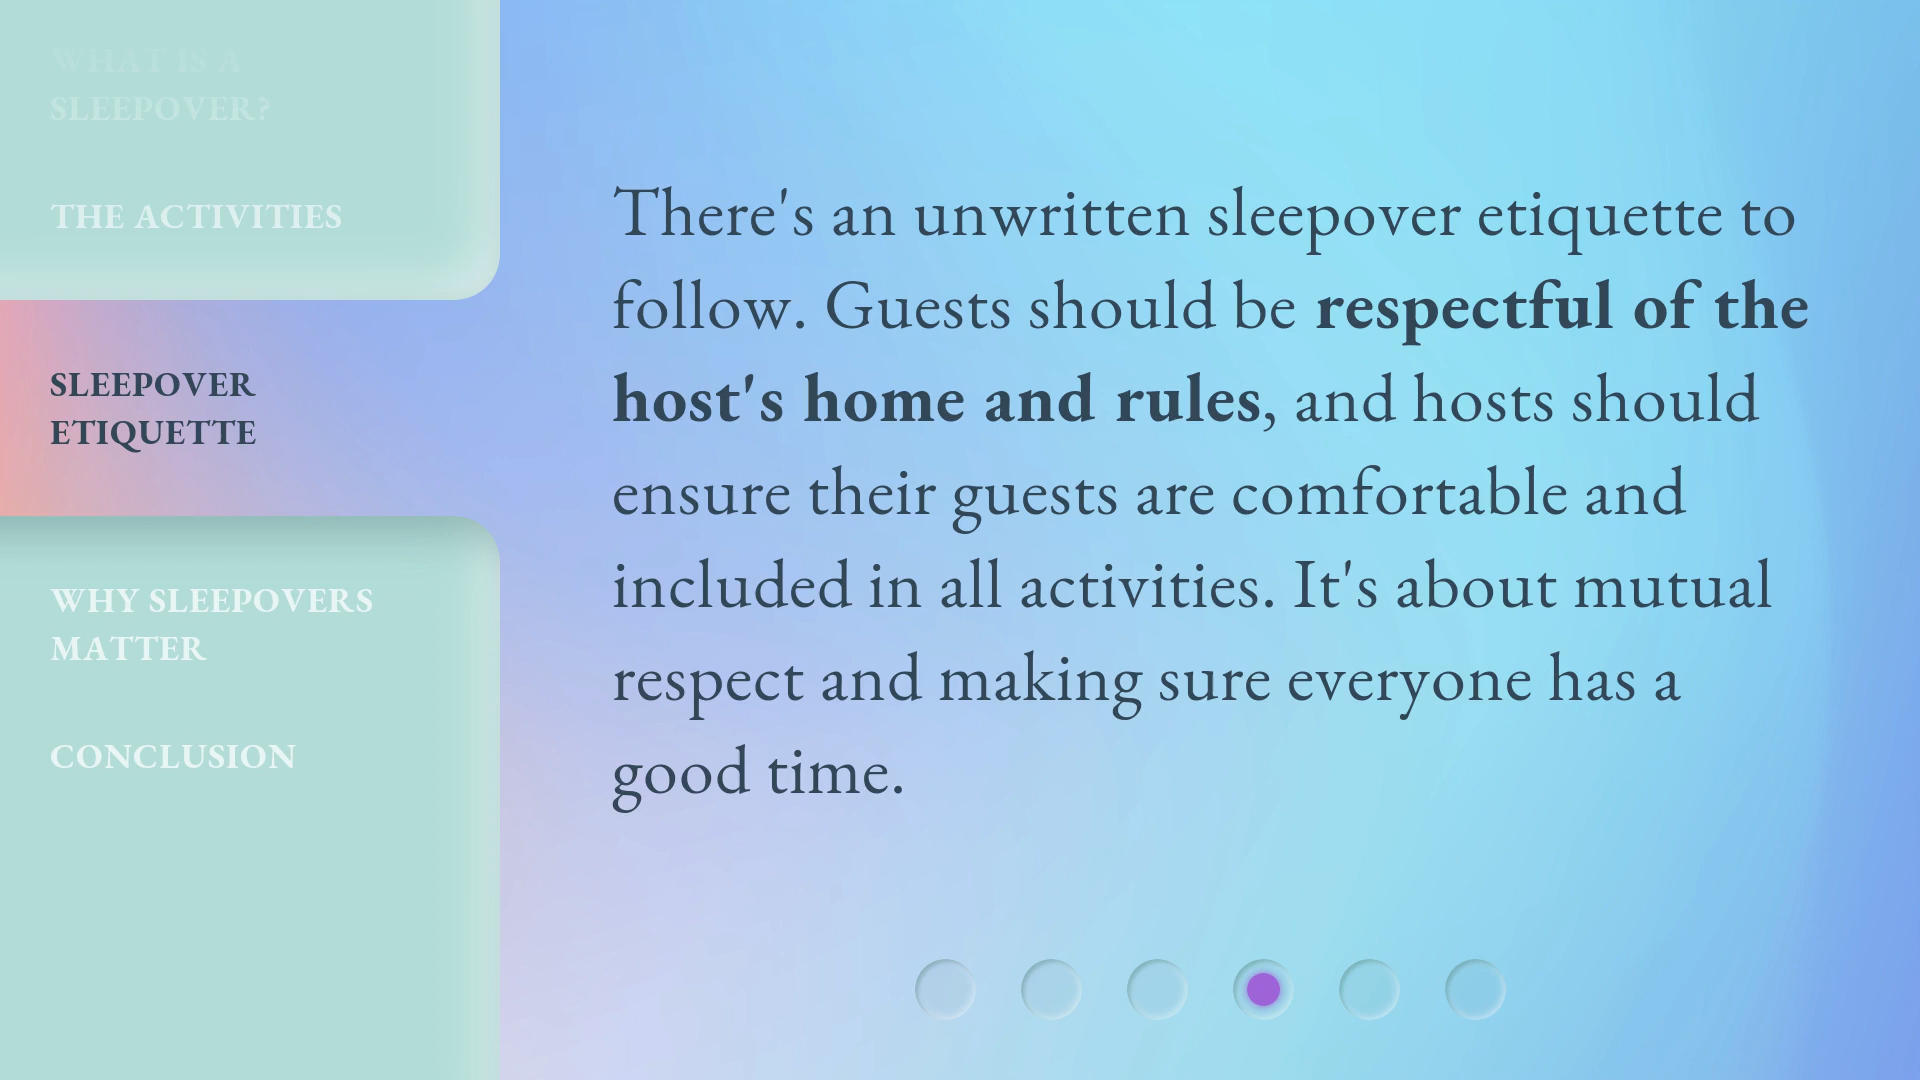 WHAT IS A
SLEEPOVER?
THE ACTIVITIES
SLEEPOVER
ETIQUETTE
WHY SLEEPOVERS
MATTER
CONCLUSION
There's an unwritten sleepover etiquette to
follow. Guests should be respectful of the
host's home and rules, and hosts should
ensure their guests are comfortable and
included in all activities. It's about mutual
respect and making sure everyone has a
good time.